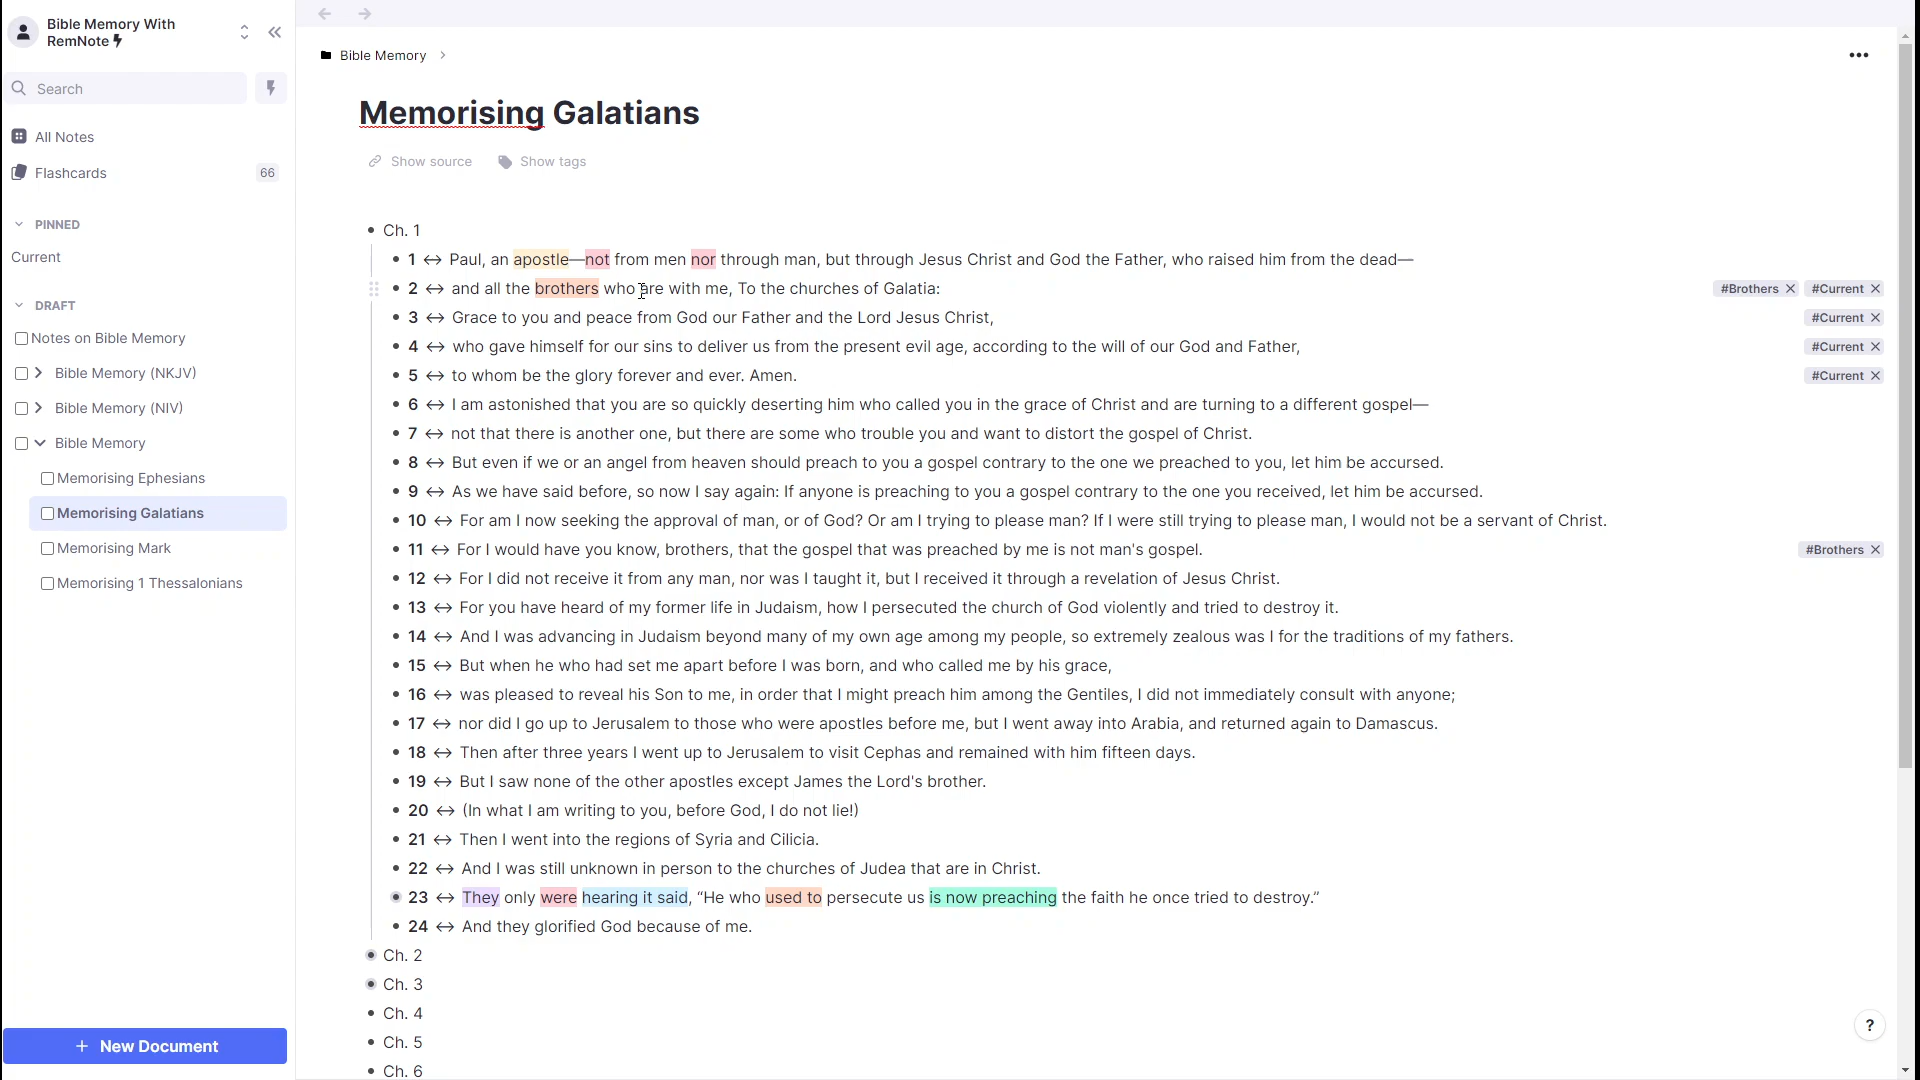 Bible Memory With
RemNote
Search
All Notes
Flashcards 66
PINNED
Current
DRAFT
Notes on Bible Memory
Bible Memory (NKJV)
Bible Memory (NIV)
Bible Memory
Memorising Ephesians
Memorising Galatians
Memorising Mark
Memorising 1 Thessalonians
+ New Document
Bible Memory >
Memorising Galatians
Show source Show tags
• Ch. 1
• 1 ↔ Paul, an apostle—not from men nor through man, but through Jesus Christ and God the Father, who raised him from the dead—
• 2 ↔ and all the brothers who are with me, To the churches of Galatia: #Brothers × #Current ×
• 3 ↔ Grace to you and peace from God our Father and the Lord Jesus Christ, #Current ×
• 4 ↔ who gave himself for our sins to deliver us from the present evil age, according to the will of our God and Father, #Current ×
• 5 ↔ to whom be the glory forever and ever. Amen. #Current ×
• 6 ↔ I am astonished that you are so quickly deserting him who called you in the grace of Christ and are turning to a different gospel—
• 7 ↔ not that there is another one, but there are some who trouble you and want to distort the gospel of Christ.
• 8 ↔ But even if we or an angel from heaven should preach to you a gospel contrary to the one we preached to you, let him be accursed.
• 9 ↔ As we have said before, so now I say again: If anyone is preaching to you a gospel contrary to the one you received, let him be accursed.
• 10 ↔ For am I now seeking the approval of man, or of God? Or am I trying to please man? If I were still trying to please man, I would not be a servant of Christ.
• 11 ↔ For I would have you know, brothers, that the gospel that was preached by me is not man's gospel. #Brothers ×
• 12 ↔ For I did not receive it from any man, nor was I taught it, but I received it through a revelation of Jesus Christ.
• 13 ↔ For you have heard of my former life in Judaism, how I persecuted the church of God violently and tried to destroy it.
• 14 ↔ And I was advancing in Judaism beyond many of my own age among my people, so extremely zealous was I for the traditions of my fathers.
• 15 ↔ But when he who had set me apart before I was born, and who called me by his grace,
• 16 ↔ was pleased to reveal his Son to me, in order that I might preach him among the Gentiles, I did not immediately consult with anyone;
• 17 ↔ nor did I go up to Jerusalem to those who were apostles before me, but I went away into Arabia, and returned again to Damascus.
• 18 ↔ Then after three years I went up to Jerusalem to visit Cephas and remained with him fifteen days.
• 19 ↔ But I saw none of the other apostles except James the Lord's brother.
• 20 ↔ (In what I am writing to you, before God, I do not lie!)
• 21 ↔ Then I went into the regions of Syria and Cilicia.
• 22 ↔ And I was still unknown in person to the churches of Judea that are in Christ.
• 23 ↔ They only were hearing it said, “He who used to persecute us is now preaching the faith he once tried to destroy.”
• 24 ↔ And they glorified God because of me.
• Ch. 2
• Ch. 3
• Ch. 4
• Ch. 5
• Ch. 6
?